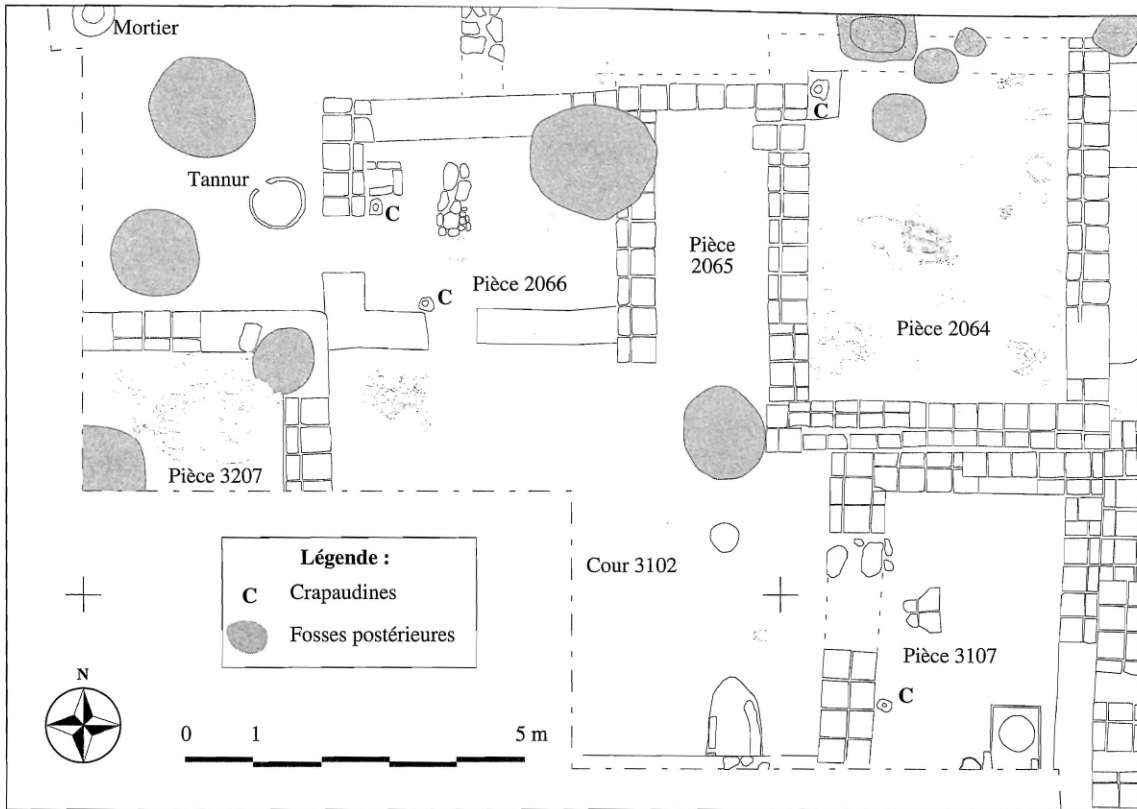 Mortier
C
Tannur
C
Pièce
2065
Pièce 2066
C
Pièce 2064
Pièce 3207
Légende :
C Crapaudines
Fosses postérieures
Cour 3102
Pièce 3107
C
N
0 1 5 m